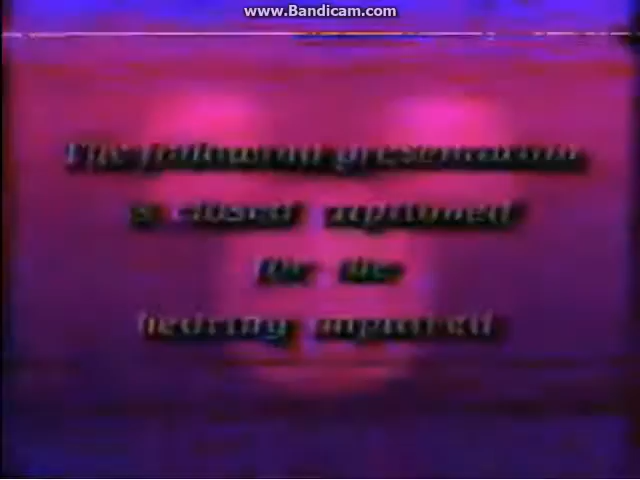 www.Bandicam.com
The following presentation
is closed captioned
for the
hearing impaired